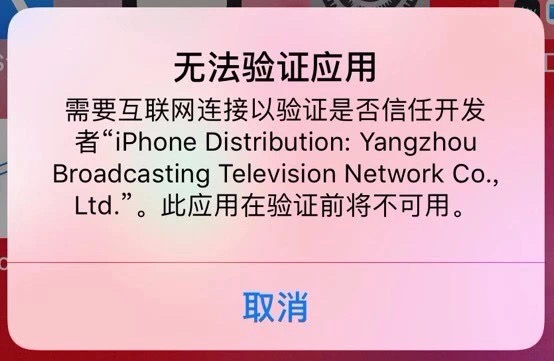 无法验证应用
需要互联网连接以验证是否信任开发
者“iPhone Distribution: Yangzhou
Broadcasting Television Network Co.,
Ltd.”。此应用在验证前将不可用。
取消